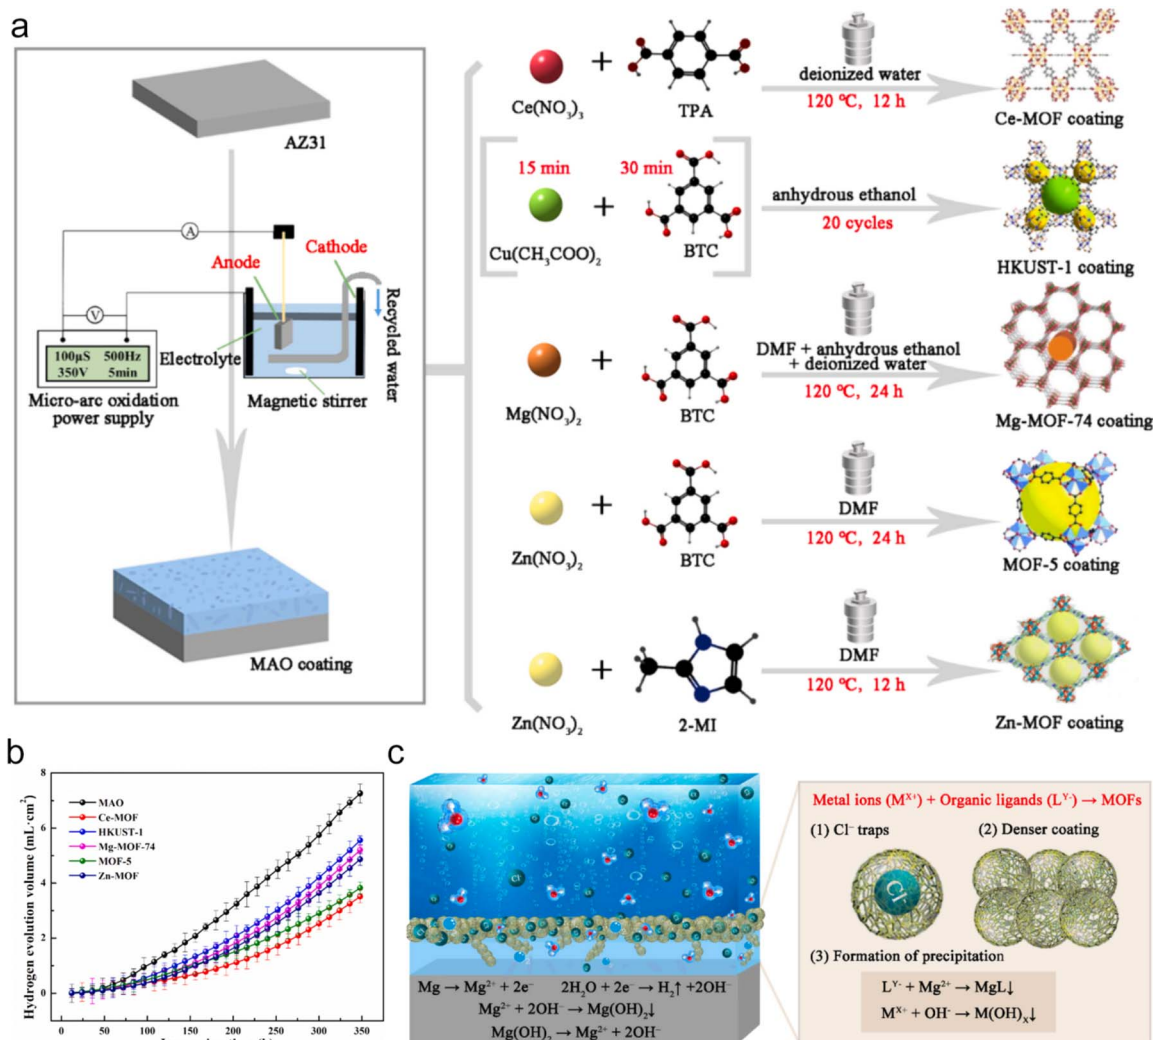 a
AZ31
A
Cathode
Anode
V
Recycled water
Electrolyte
100μS 500Hz
350V 5min
Magnetic stirrer
Micro-arc oxidation
power supply
MAO coating
+
Ce(NO₃)₃
TPA
deionized water
120 ℃, 12 h
Ce-MOF coating
15 min
30 min
+
Cu(CH₃COO)₂
BTC
anhydrous ethanol
20 cycles
HKUST-1 coating
+
Mg(NO₃)₂
BTC
DMF + anhydrous ethanol
+ deionized water
120 ℃, 24 h
Mg-MOF-74 coating
+
Zn(NO₃)₂
BTC
DMF
120 ℃, 24 h
MOF-5 coating
+
Zn(NO₃)₂
2-MI
DMF
120 ℃, 12 h
Zn-MOF coating
b
Hydrogen evolution volume (mL·cm²)
8
6
4
2
0
MAO
Ce-MOF
HKUST-1
Mg-MOF-74
MOF-5
Zn-MOF
0 50 100 150 200 250 300 350
c
Mg → Mg²⁺ + 2e⁻ 2H₂O + 2e⁻ → H₂↑ +2OH⁻
Mg²⁺ + 2OH⁻ → Mg(OH)₂↓
Mg(OH)₂ → Mg²⁺ + 2OH⁻
Metal ions (Mˣ⁺) + Organic ligands (Lʸ⁻) → MOFs
(1) Cl⁻ traps
(2) Denser coating
Cl⁻
(3) Formation of precipitation
Lʸ⁻ + Mg²⁺ → MgL↓
Mˣ⁺ + OH⁻ → M(OH)ₓ↓